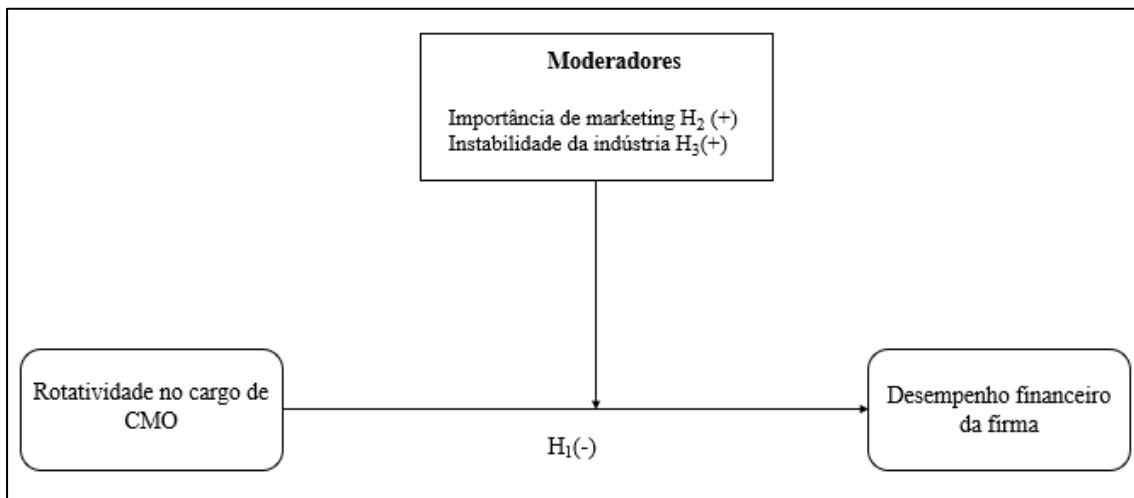 Moderadores
Importância de marketing H₂ (+)
Instabilidade da indústria H₃(+)
Rotatividade no cargo de
CMO
Desempenho financeiro
da firma
H₁(-)